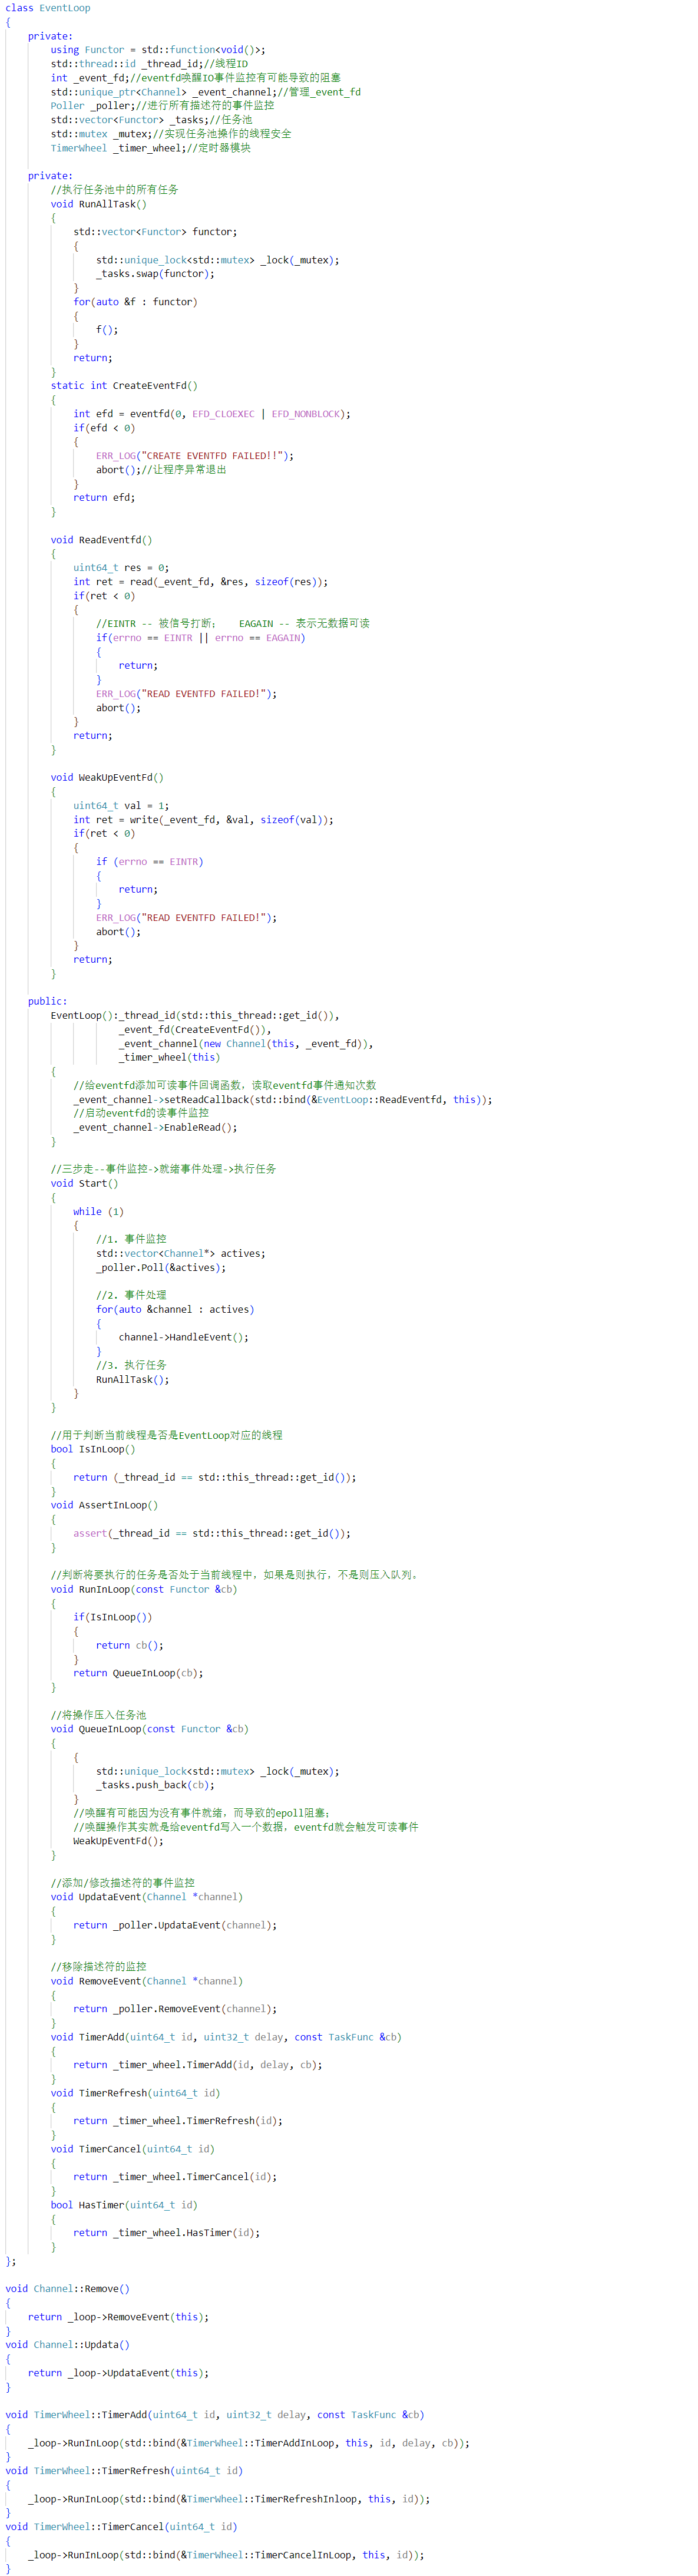 class EventLoop
{
    private:
        using Functor = std::function<void()>;
        std::thread::id _thread_id;//线程ID
        int _event_fd;//eventfd唤醒IO事件监控有可能导致的阻塞
        std::unique_ptr<Channel> _event_channel;//管理_event_fd
        Poller _poller;//进行所有描述符的事件监控
        std::vector<Functor> _tasks;//任务池
        std::mutex _mutex;//实现任务池操作的线程安全
        TimerWheel _timer_wheel;//定时器模块

    private:
        //执行任务池中的所有任务
        void RunAllTask()
        {
            std::vector<Functor> functor;
            {
                std::unique_lock<std::mutex> _lock(_mutex);
                _tasks.swap(functor);
            }
            for(auto &f : functor)
            {
                f();
            }
            return;
        }
        static int CreateEventFd()
        {
            int efd = eventfd(0, EFD_CLOEXEC | EFD_NONBLOCK);
            if(efd < 0)
            {
                ERR_LOG("CREATE EVENTFD FAILED!!");
                abort();//让程序异常退出
            }
            return efd;
        }

        void ReadEventfd()
        {
            uint64_t res = 0;
            int ret = read(_event_fd, &res, sizeof(res));
            if(ret < 0)
            {
                //EINTR -- 被信号打断；   EAGAIN -- 表示无数据可读
                if(errno == EINTR || errno == EAGAIN)
                {
                    return;
                }
                ERR_LOG("READ EVENTFD FAILED!");
                abort();
            }
            return;
        }

        void WeakUpEventFd()
        {
            uint64_t val = 1;
            int ret = write(_event_fd, &val, sizeof(val));
            if(ret < 0)
            {
                if (errno == EINTR)
                {
                    return;
                }
                ERR_LOG("READ EVENTFD FAILED!");
                abort();
            }
            return;
        }

    public:
        EventLoop():_thread_id(std::this_thread::get_id()),
                    _event_fd(CreateEventFd()),
                    _event_channel(new Channel(this, _event_fd)),
                    _timer_wheel(this)
        {
            //给eventfd添加可读事件回调函数，读取eventfd事件通知次数
            _event_channel->setReadCallback(std::bind(&EventLoop::ReadEventfd, this));
            //启动eventfd的读事件监控
            _event_channel->EnableRead();
        }

        //三步走--事件监控->就绪事件处理->执行任务
        void Start()
        {
            while (1)
            {
                //1. 事件监控
                std::vector<Channel*> actives;
                _poller.Poll(&actives);

                //2. 事件处理
                for(auto &channel : actives)
                {
                    channel->HandleEvent();
                }
                //3. 执行任务
                RunAllTask();
            }
        }

        //用于判断当前线程是否是EventLoop对应的线程
        bool IsInLoop()
        {
            return (_thread_id == std::this_thread::get_id());
        }
        void AssertInLoop()
        {
            assert(_thread_id == std::this_thread::get_id());
        }

        //判断将要执行的任务是否处于当前线程中，如果是则执行，不是则压入队列。
        void RunInLoop(const Functor &cb)
        {
            if(IsInLoop())
            {
                return cb();
            }
            return QueueInLoop(cb);
        }

        //将操作压入任务池
        void QueueInLoop(const Functor &cb)
        {
            {
                std::unique_lock<std::mutex> _lock(_mutex);
                _tasks.push_back(cb);
            }
            //唤醒有可能因为没有事件就绪，而导致的epoll阻塞；
            //唤醒操作其实就是给eventfd写入一个数据，eventfd就会触发可读事件
            WeakUpEventFd();
        }

        //添加/修改描述符的事件监控
        void UpdataEvent(Channel *channel)
        {
            return _poller.UpdataEvent(channel);
        }

        //移除描述符的监控
        void RemoveEvent(Channel *channel)
        {
            return _poller.RemoveEvent(channel);
        }
        void TimerAdd(uint64_t id, uint32_t delay, const TaskFunc &cb)
        {
            return _timer_wheel.TimerAdd(id, delay, cb);
        }
        void TimerRefresh(uint64_t id)
        {
            return _timer_wheel.TimerRefresh(id);
        }
        void TimerCancel(uint64_t id)
        {
            return _timer_wheel.TimerCancel(id);
        }
        bool HasTimer(uint64_t id)
        {
            return _timer_wheel.HasTimer(id);
        }
};

void Channel::Remove()
{
    return _loop->RemoveEvent(this);
}
void Channel::Updata()
{
    return _loop->UpdataEvent(this);
}

void TimerWheel::TimerAdd(uint64_t id, uint32_t delay, const TaskFunc &cb)
{
    _loop->RunInLoop(std::bind(&TimerWheel::TimerAddInLoop, this, id, delay, cb));
}
void TimerWheel::TimerRefresh(uint64_t id)
{
    _loop->RunInLoop(std::bind(&TimerWheel::TimerRefreshInloop, this, id));
}
void TimerWheel::TimerCancel(uint64_t id)
{
    _loop->RunInLoop(std::bind(&TimerWheel::TimerCancelInLoop, this, id));
}